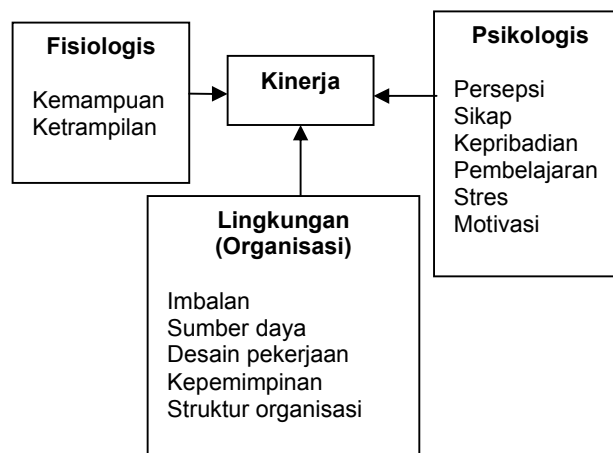 Fisiologis
Kemampuan
Ketrampilan
Kinerja
Psikologis
Persepsi
Sikap
Kepribadian
Pembelajaran
Stres
Motivasi
Lingkungan
(Organisasi)
Imbalan
Sumber daya
Desain pekerjaan
Kepemimpinan
Struktur organisasi